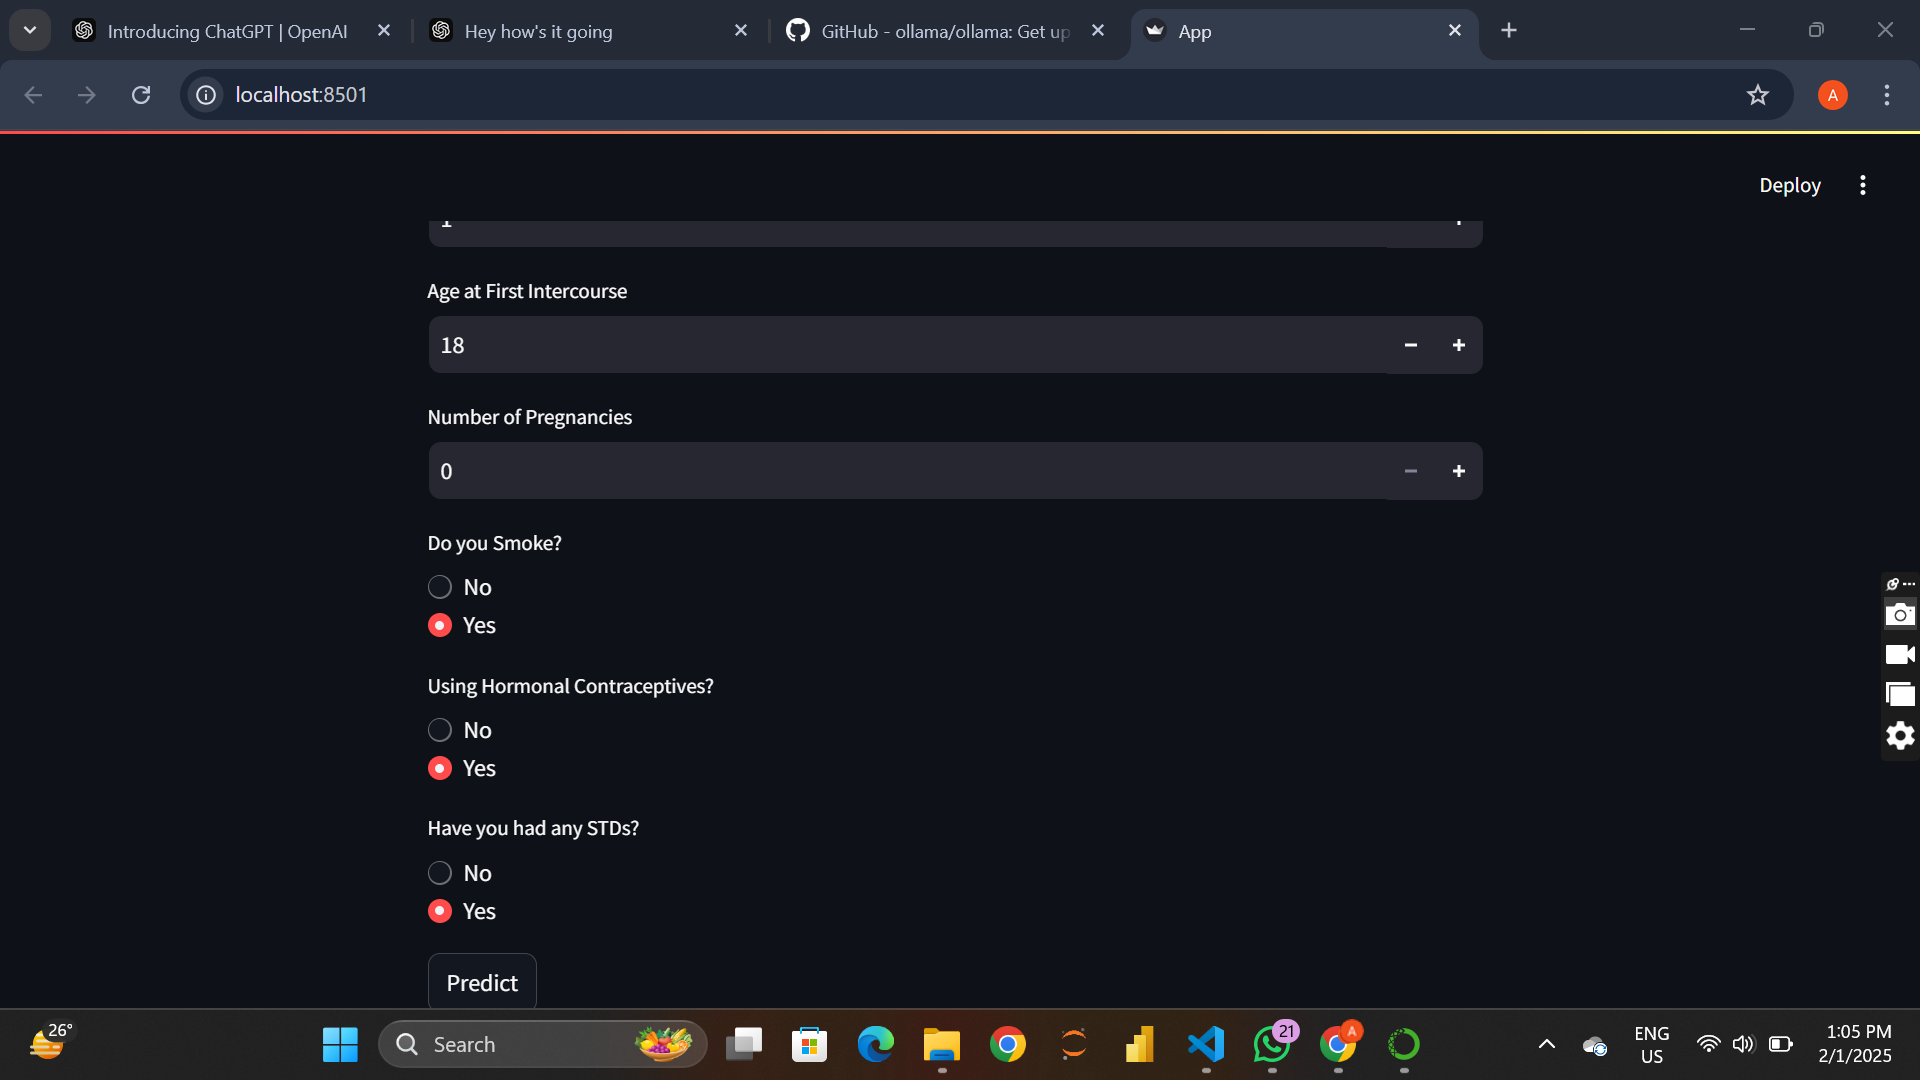 Introducing ChatGPT | OpenAI
Hey how's it going
GitHub - ollama/ollama: Get up
App
localhost:8501
A
Deploy
1
Age at First Intercourse
18
Number of Pregnancies
0
Do you Smoke?
No
Yes
Using Hormonal Contraceptives?
No
Yes
Have you had any STDs?
No
Yes
Predict
26°
Search
21
A
ENG
US
1:05 PM
2/1/2025